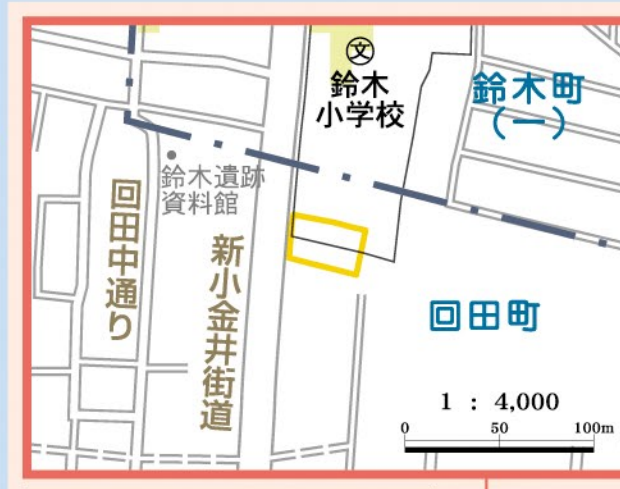 文
鈴木
小学校
鈴木町
(一)
鈴木遺跡
資料館
回田中通り
新小金井街道
回田町
1 : 4,000
0 50 100m